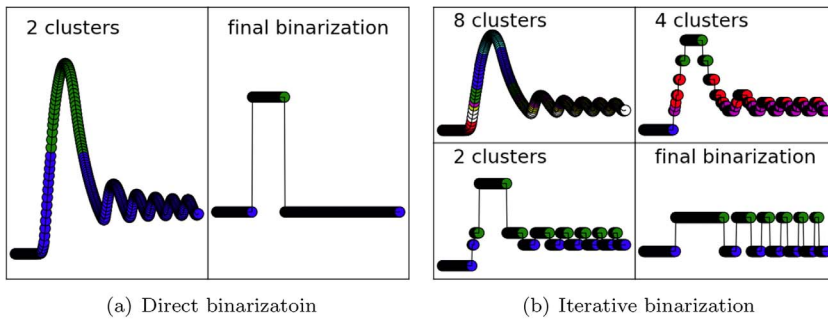 2 clusters
final binarization
8 clusters
4 clusters
2 clusters
final binarization
(a) Direct binarizatoin
(b) Iterative binarization